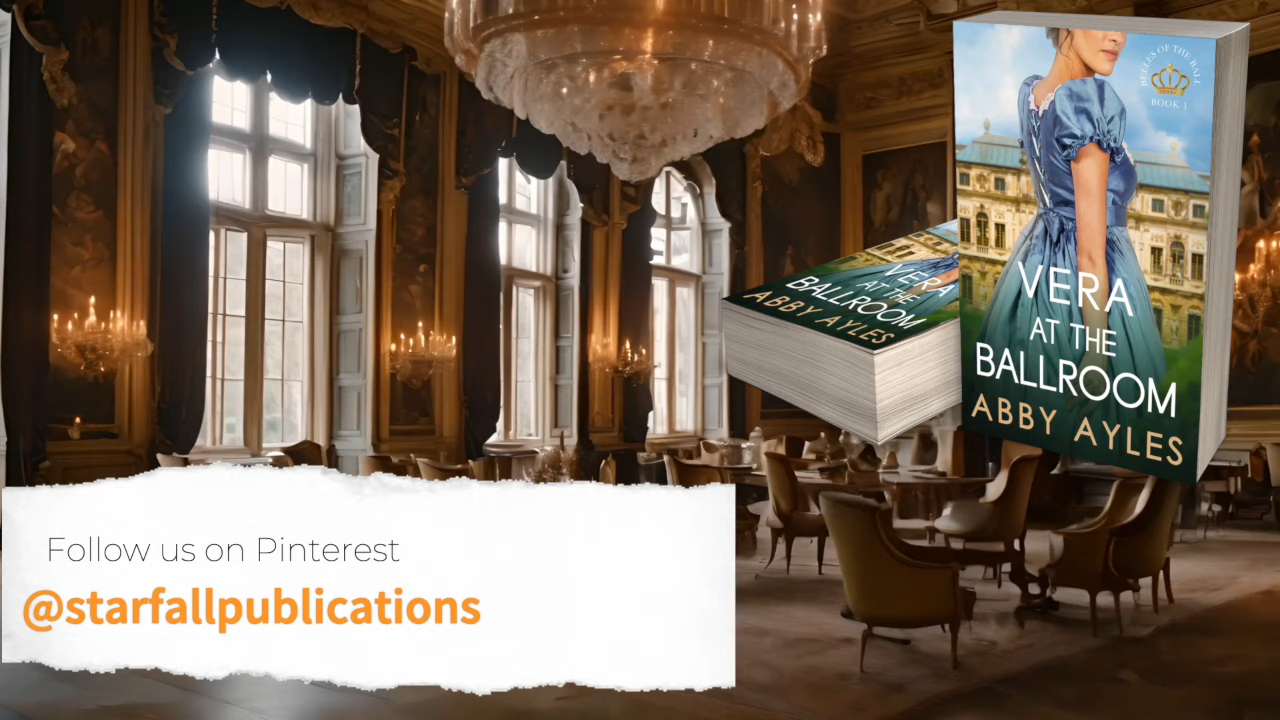 Follow us on Pinterest
@starfallpublications
VERA
AT THE
BALLROOM
ABBY AYLES
BELLES OF THE BALL
BOOK 1
VERA
AT THE
BALLROOM
ABBY AYLES